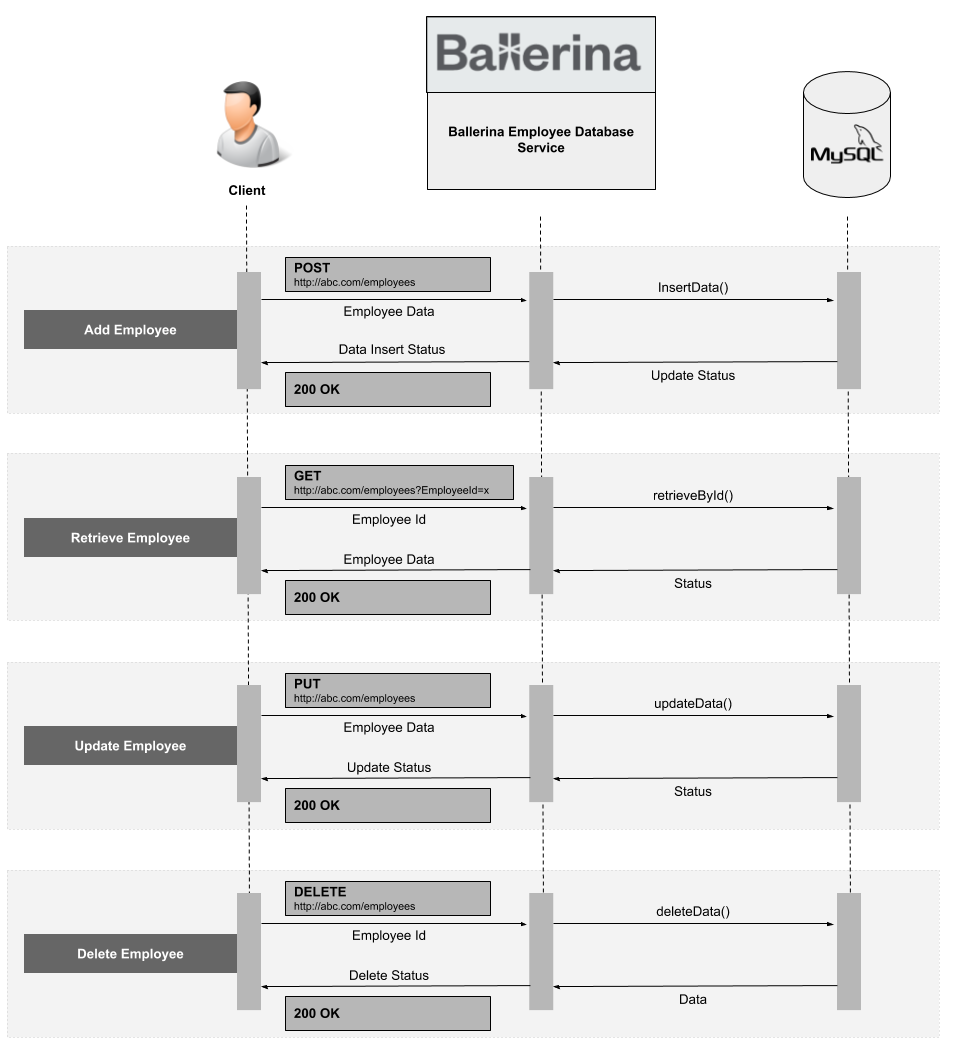 Ballerina
Ballerina Employee Database
Service
MySQL
Client
POST
http://abc.com/employees
InsertData()
Employee Data
Add Employee
Data Insert Status
Update Status
200 OK
GET
http://abc.com/employees?EmployeeId=x
retrieveById()
Employee Id
Retrieve Employee
Employee Data
Status
200 OK
PUT
http://abc.com/employees
updateData()
Employee Data
Update Employee
Update Status
Status
200 OK
DELETE
http://abc.com/employees
deleteData()
Employee Id
Delete Employee
Delete Status
Data
200 OK